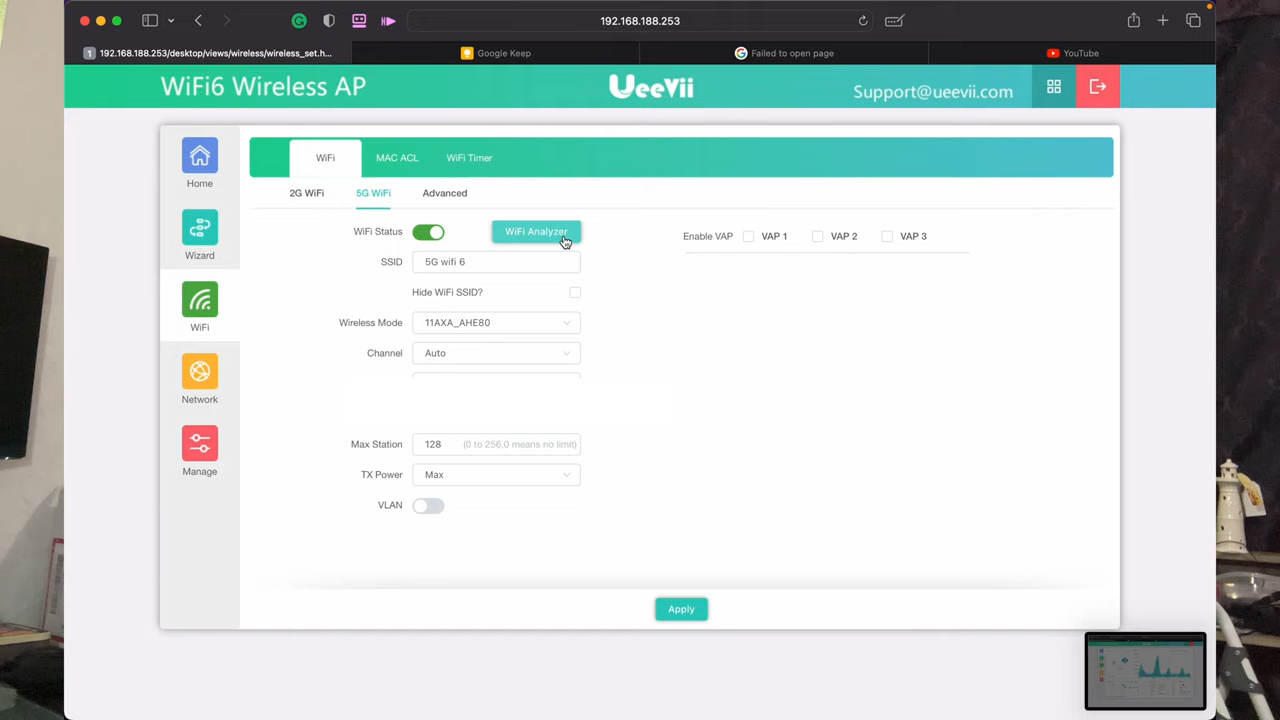 192.168.188.253
1 192.168.188.253/desktop/views/wireless/wireless_set.h...
Google Keep
Failed to open page
YouTube
WiFi6 Wireless AP
UeeVii
Support@ueevii.com
Home
Wizard
WiFi
Network
Manage
WiFi
MAC ACL
WiFi Timer
2G WiFi
5G WiFi
Advanced
WiFi Status
WiFi Analyzer
SSID
5G wifi 6
Hide WiFi SSID?
Wireless Mode
11AXA_AHE80
Channel
Auto
Max Station
128 (0 to 256,0 means no limit)
TX Power
Max
VLAN
Enable VAP VAP 1 VAP 2 VAP 3
Apply